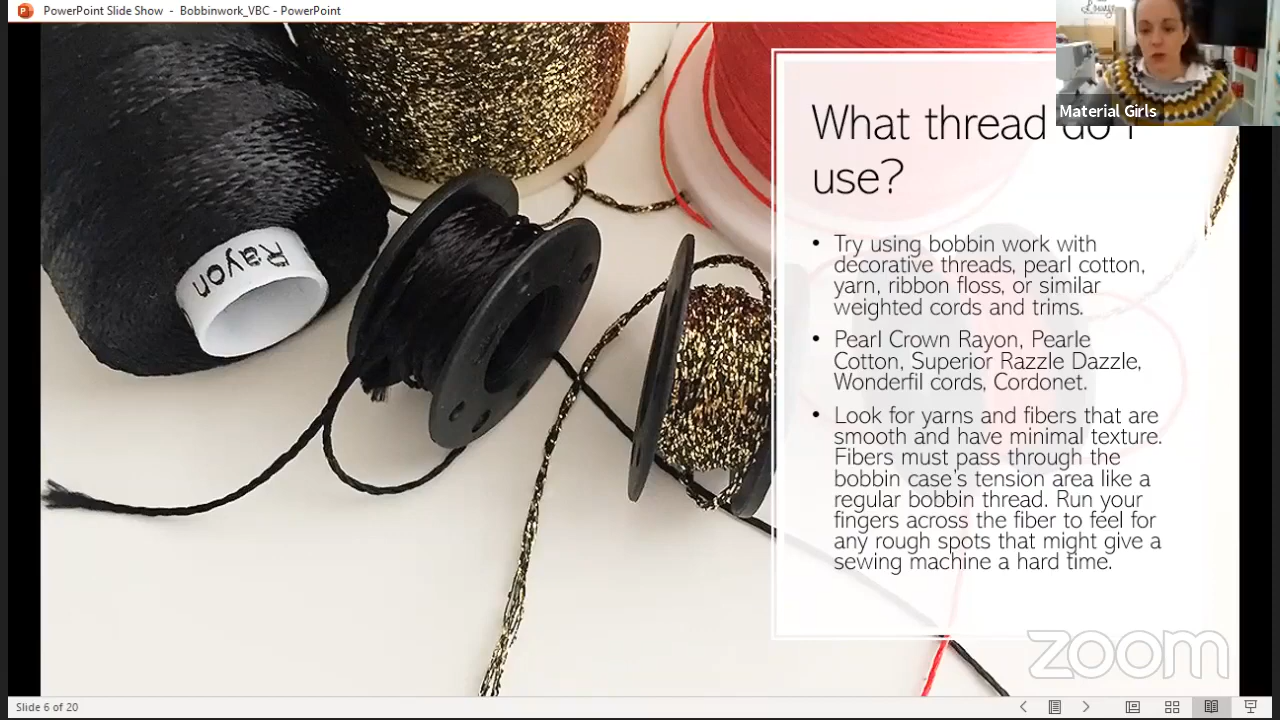 PowerPoint Slide Show - Bobbinwork_VBC - PowerPoint
Material Girls
What thread do I
use?
• Try using bobbin work with
decorative threads, pearl cotton,
yarn, ribbon floss, or similar
weighted cords and trims.
• Pearl Crown Rayon, Pearle
Cotton, Superior Razzle Dazzle,
Wonderfil cords, Cordonet.
• Look for yarns and fibers that are
smooth and have minimal texture.
Fibers must pass through the
bobbin case's tension area like a
regular bobbin thread. Run your
fingers across the fiber to feel for
any rough spots that might give a
sewing machine a hard time.
Rayon
zoom
Slide 6 of 20